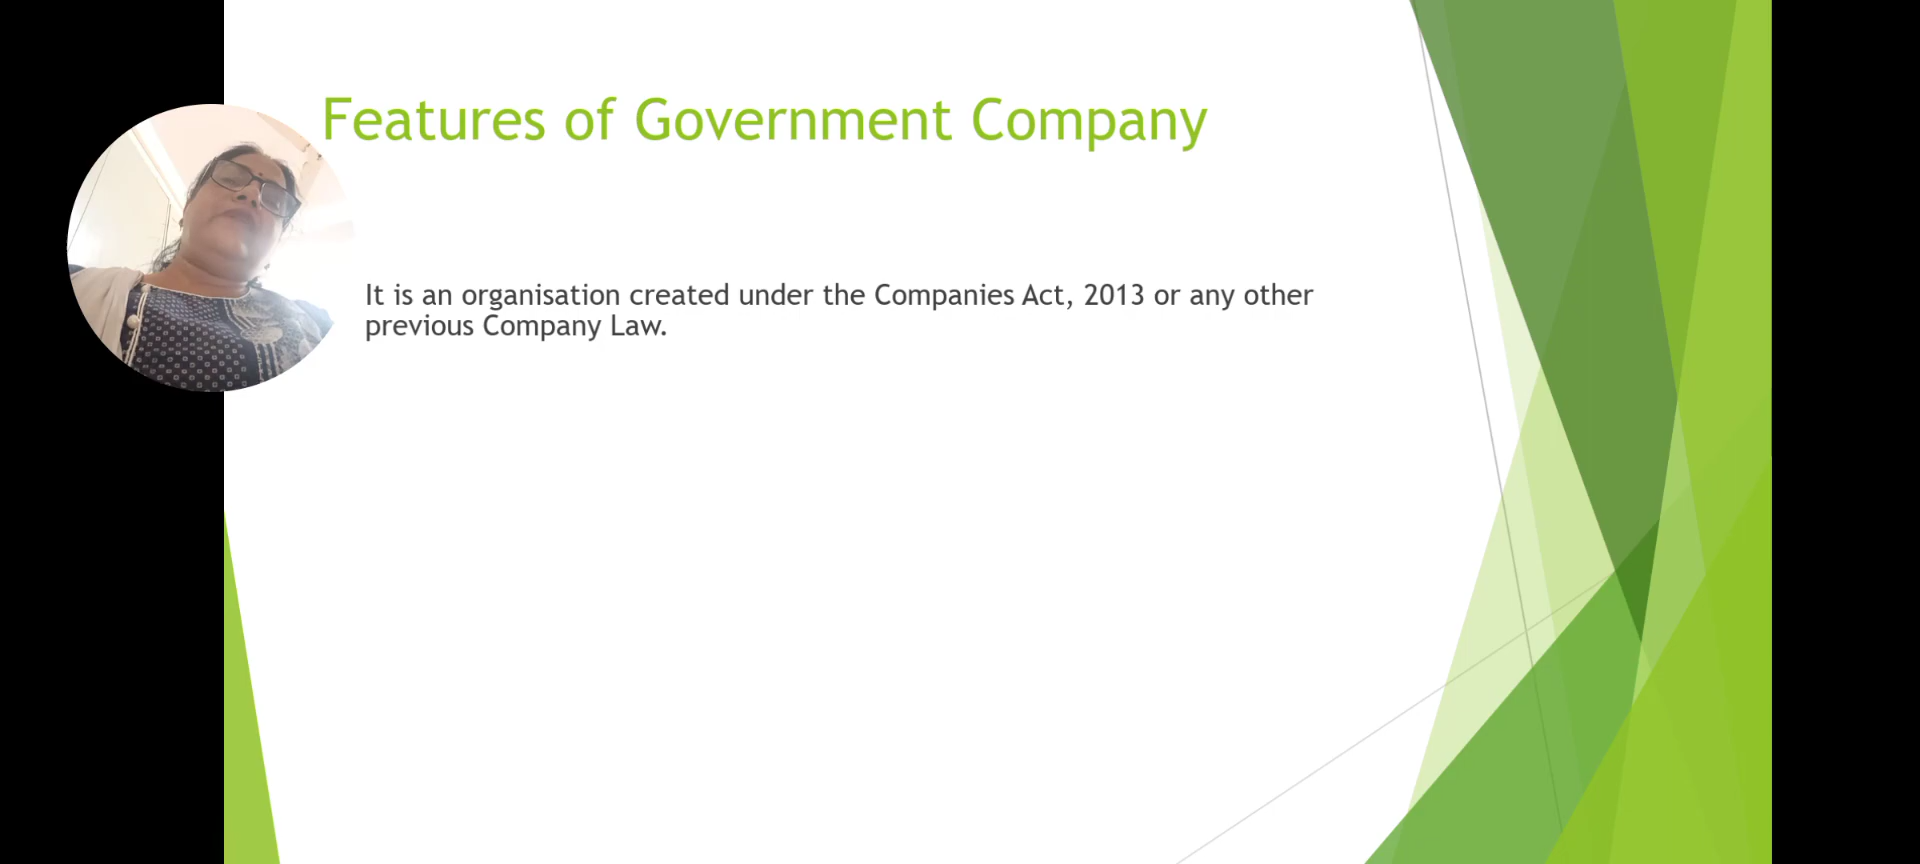 Features of Government Company
It is an organisation created under the Companies Act, 2013 or any other
previous Company Law.